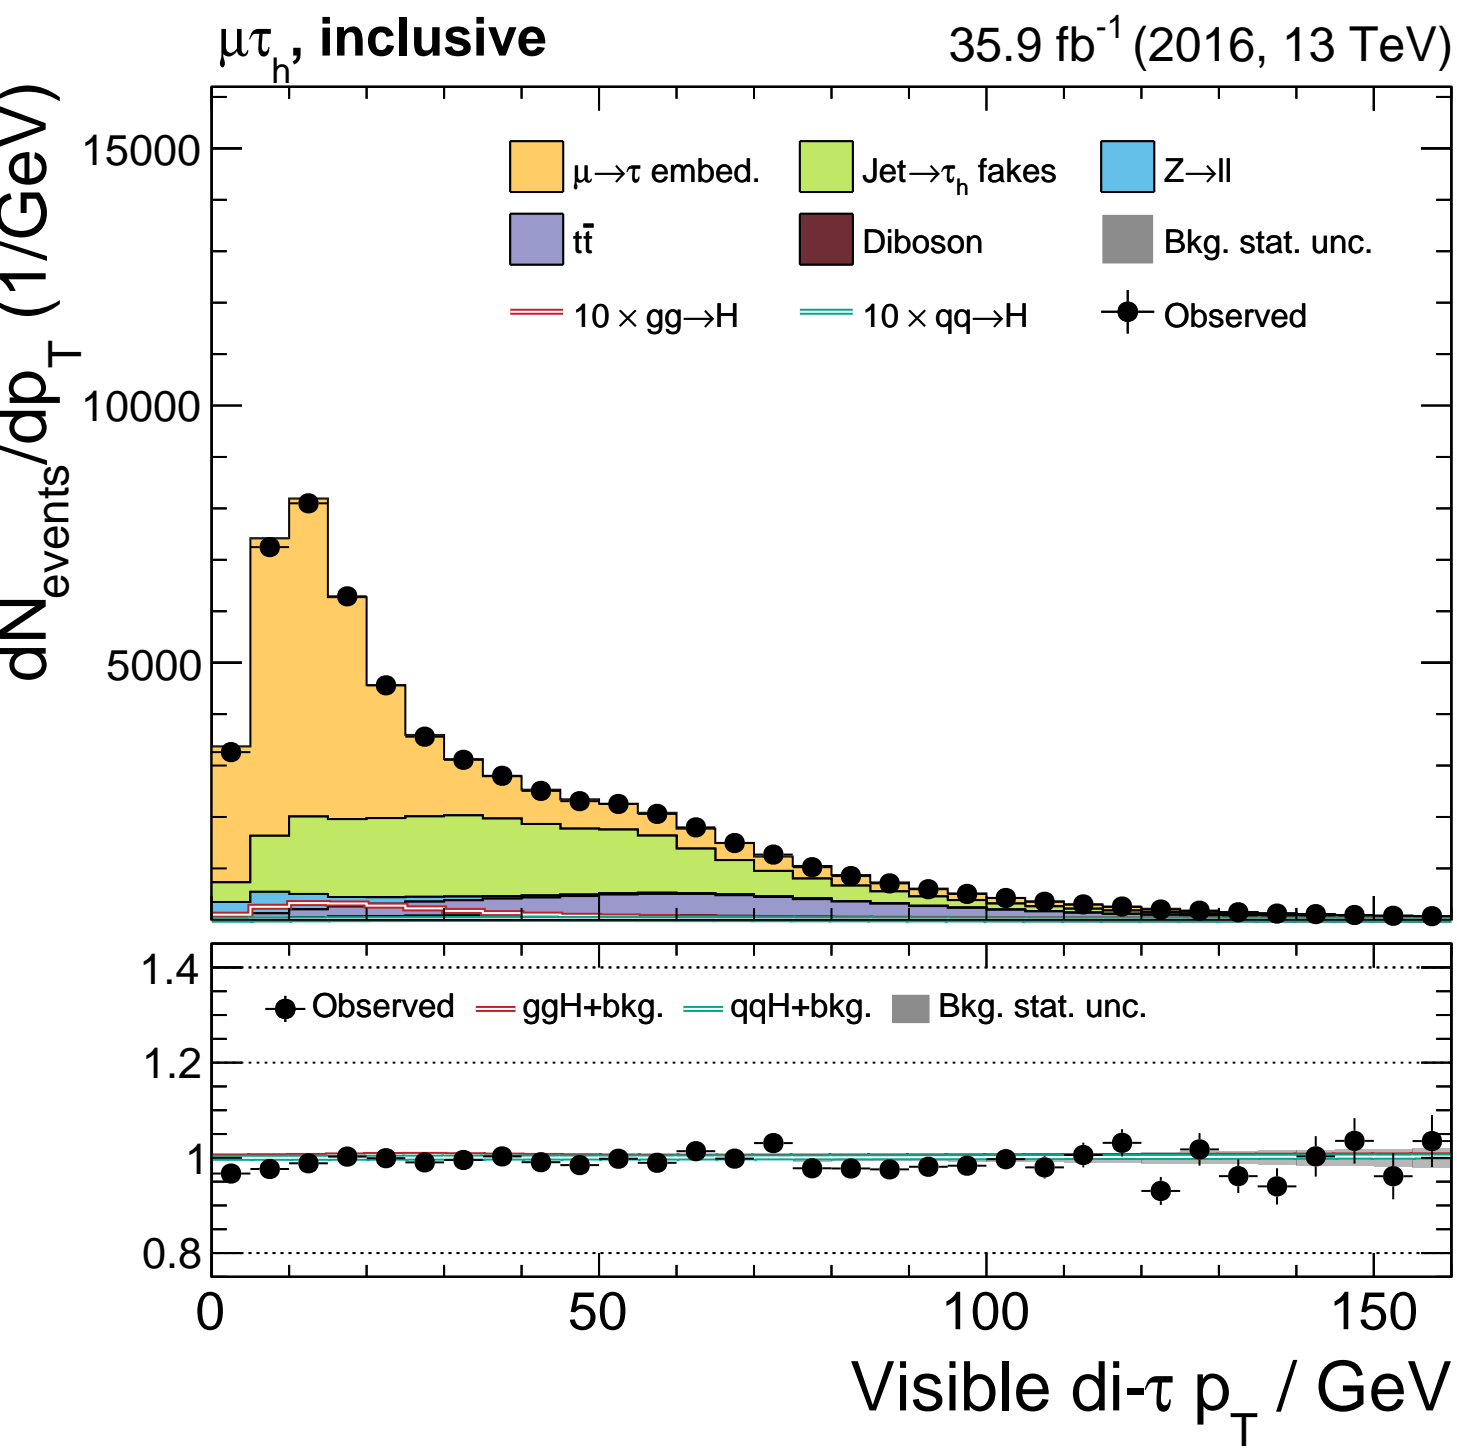 μτh, inclusive
35.9 fb-1 (2016, 13 TeV)
dNevents/dpT (1/GeV)
15000
10000
5000
μ→τ embed.
Jet→τh fakes
Z→ll
tt̄
Diboson
Bkg. stat. unc.
10 × gg→H
10 × qq→H
Observed
1.4
1.2
1
0.8
Observed
ggH+bkg.
qqH+bkg.
Bkg. stat. unc.
0
50
100
150
Visible di-τ pT / GeV